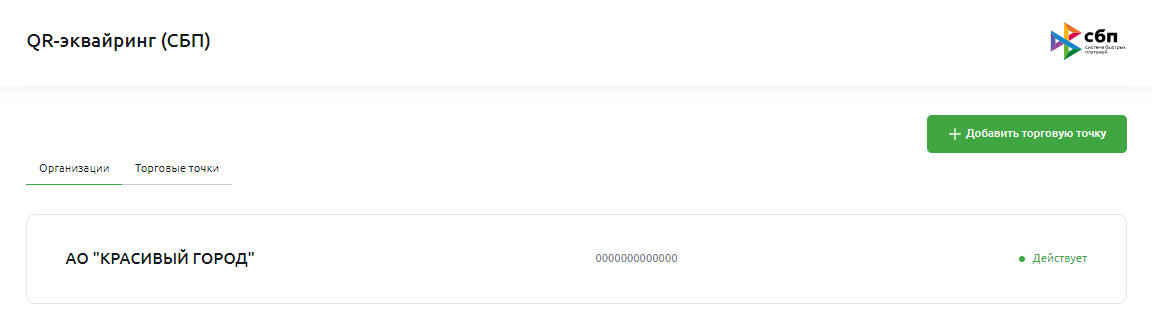 QR-эквайринг (СБП)
сбп
система быстрых
платежей
Добавить торговую точку
Организации Торговые точки
АО "КРАСИВЫЙ ГОРОД" 0000000000000 Действует